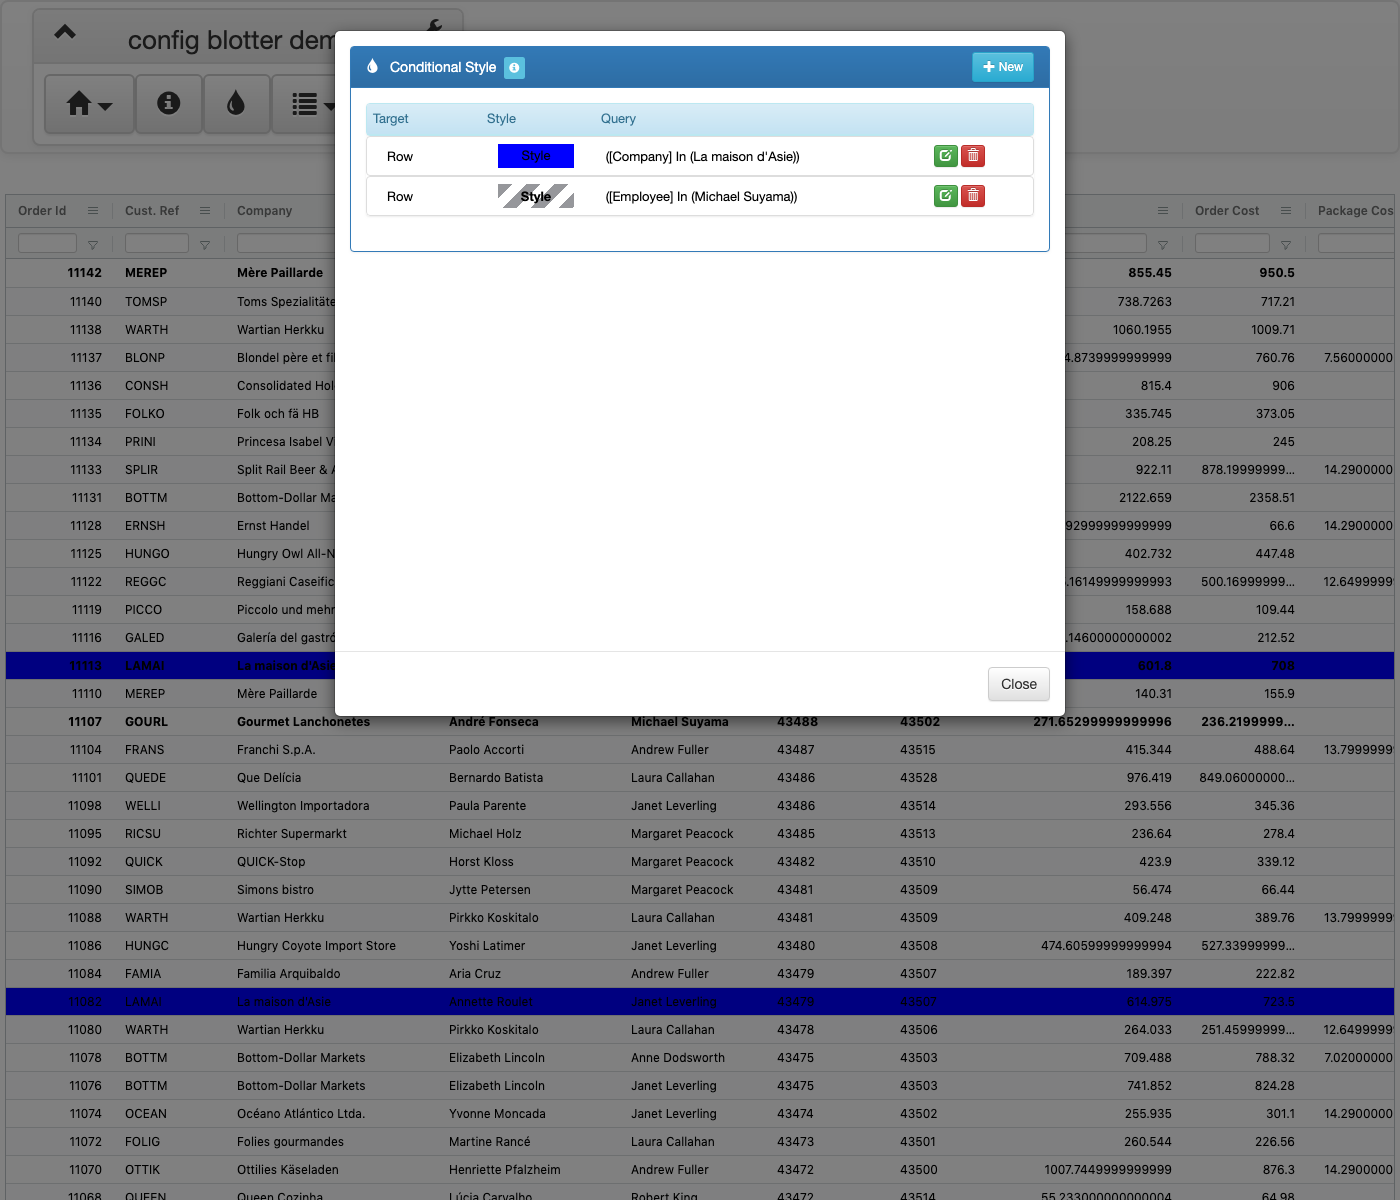 config blotter dem
Conditional Style
New
Target Style Query
Row Style ([Company] In (La maison d'Asie))
Row Style ([Employee] In (Michael Suyama))
Close
Order Id Cust. Ref Company Order Cost Package Cos
11142 MEREP Mère Paillarde 855.45 950.5
11140 TOMSP Toms Spezialitäte 738.7263 717.21
11138 WARTH Wartian Herkku 1060.1955 1009.71
11137 BLONP Blondel père et fi 4.8739999999999 760.76 7.56000000
11136 CONSH Consolidated Hol 815.4 906
11135 FOLKO Folk och fä HB 335.745 373.05
11134 PRINI Princesa Isabel Vi 208.25 245
11133 SPLIR Split Rail Beer & A 922.11 878.19999999... 14.2900000
11131 BOTTM Bottom-Dollar Ma 2122.659 2358.51
11128 ERNSH Ernst Handel 92999999999999 66.6 14.2900000
11125 HUNGO Hungry Owl All-N 402.732 447.48
11122 REGGC Reggiani Caseific .16149999999993 500.16999999... 12.6499999
11119 PICCO Piccolo und mehr 158.688 109.44
11116 GALED Galería del gastró .14600000000002 212.52
11113 LAMAI La maison d'Asie 601.8 708
11110 MEREP Mère Paillarde 140.31 155.9
11107 GOURL Gourmet Lanchonetes André Fonseca Michael Suyama 43488 43502 271.65299999999996 236.2199999...
11104 FRANS Franchi S.p.A. Paolo Accorti Andrew Fuller 43487 43515 415.344 488.64 13.7999999
11101 QUEDE Que Delícia Bernardo Batista Laura Callahan 43486 43528 976.419 849.06000000...
11098 WELLI Wellington Importadora Paula Parente Janet Leverling 43486 43514 293.556 345.36
11095 RICSU Richter Supermarkt Michael Holz Margaret Peacock 43485 43513 236.64 278.4
11092 QUICK QUICK-Stop Horst Kloss Margaret Peacock 43482 43510 423.9 339.12
11090 SIMOB Simons bistro Jytte Petersen Margaret Peacock 43481 43509 56.474 66.44
11088 WARTH Wartian Herkku Pirkko Koskitalo Laura Callahan 43481 43509 409.248 389.76 13.7999999
11086 HUNGC Hungry Coyote Import Store Yoshi Latimer Janet Leverling 43480 43508 474.60599999999994 527.33999999...
11084 FAMIA Familia Arquibaldo Aria Cruz Andrew Fuller 43479 43507 189.397 222.82
11082 LAMAI La maison d'Asie Annette Roulet Janet Leverling 43479 43507 614.975 723.5
11080 WARTH Wartian Herkku Pirkko Koskitalo Laura Callahan 43478 43506 264.033 251.45999999... 12.6499999
11078 BOTTM Bottom-Dollar Markets Elizabeth Lincoln Anne Dodsworth 43475 43503 709.488 788.32 7.02000000
11076 BOTTM Bottom-Dollar Markets Elizabeth Lincoln Janet Leverling 43475 43503 741.852 824.28
11074 OCEAN Océano Atlántico Ltda. Yvonne Moncada Janet Leverling 43474 43502 255.935 301.1 14.2900000
11072 FOLIG Folies gourmandes Martine Rancé Laura Callahan 43473 43501 260.544 226.56
11070 OTTIK Ottilies Käseladen Henriette Pfalzheim Andrew Fuller 43472 43500 1007.7449999999999 876.3 14.2900000
11068 QUEEN Queen Cozinha Lúcia Carvalho Robert King 43472 43514 55.233000000000004 64.98